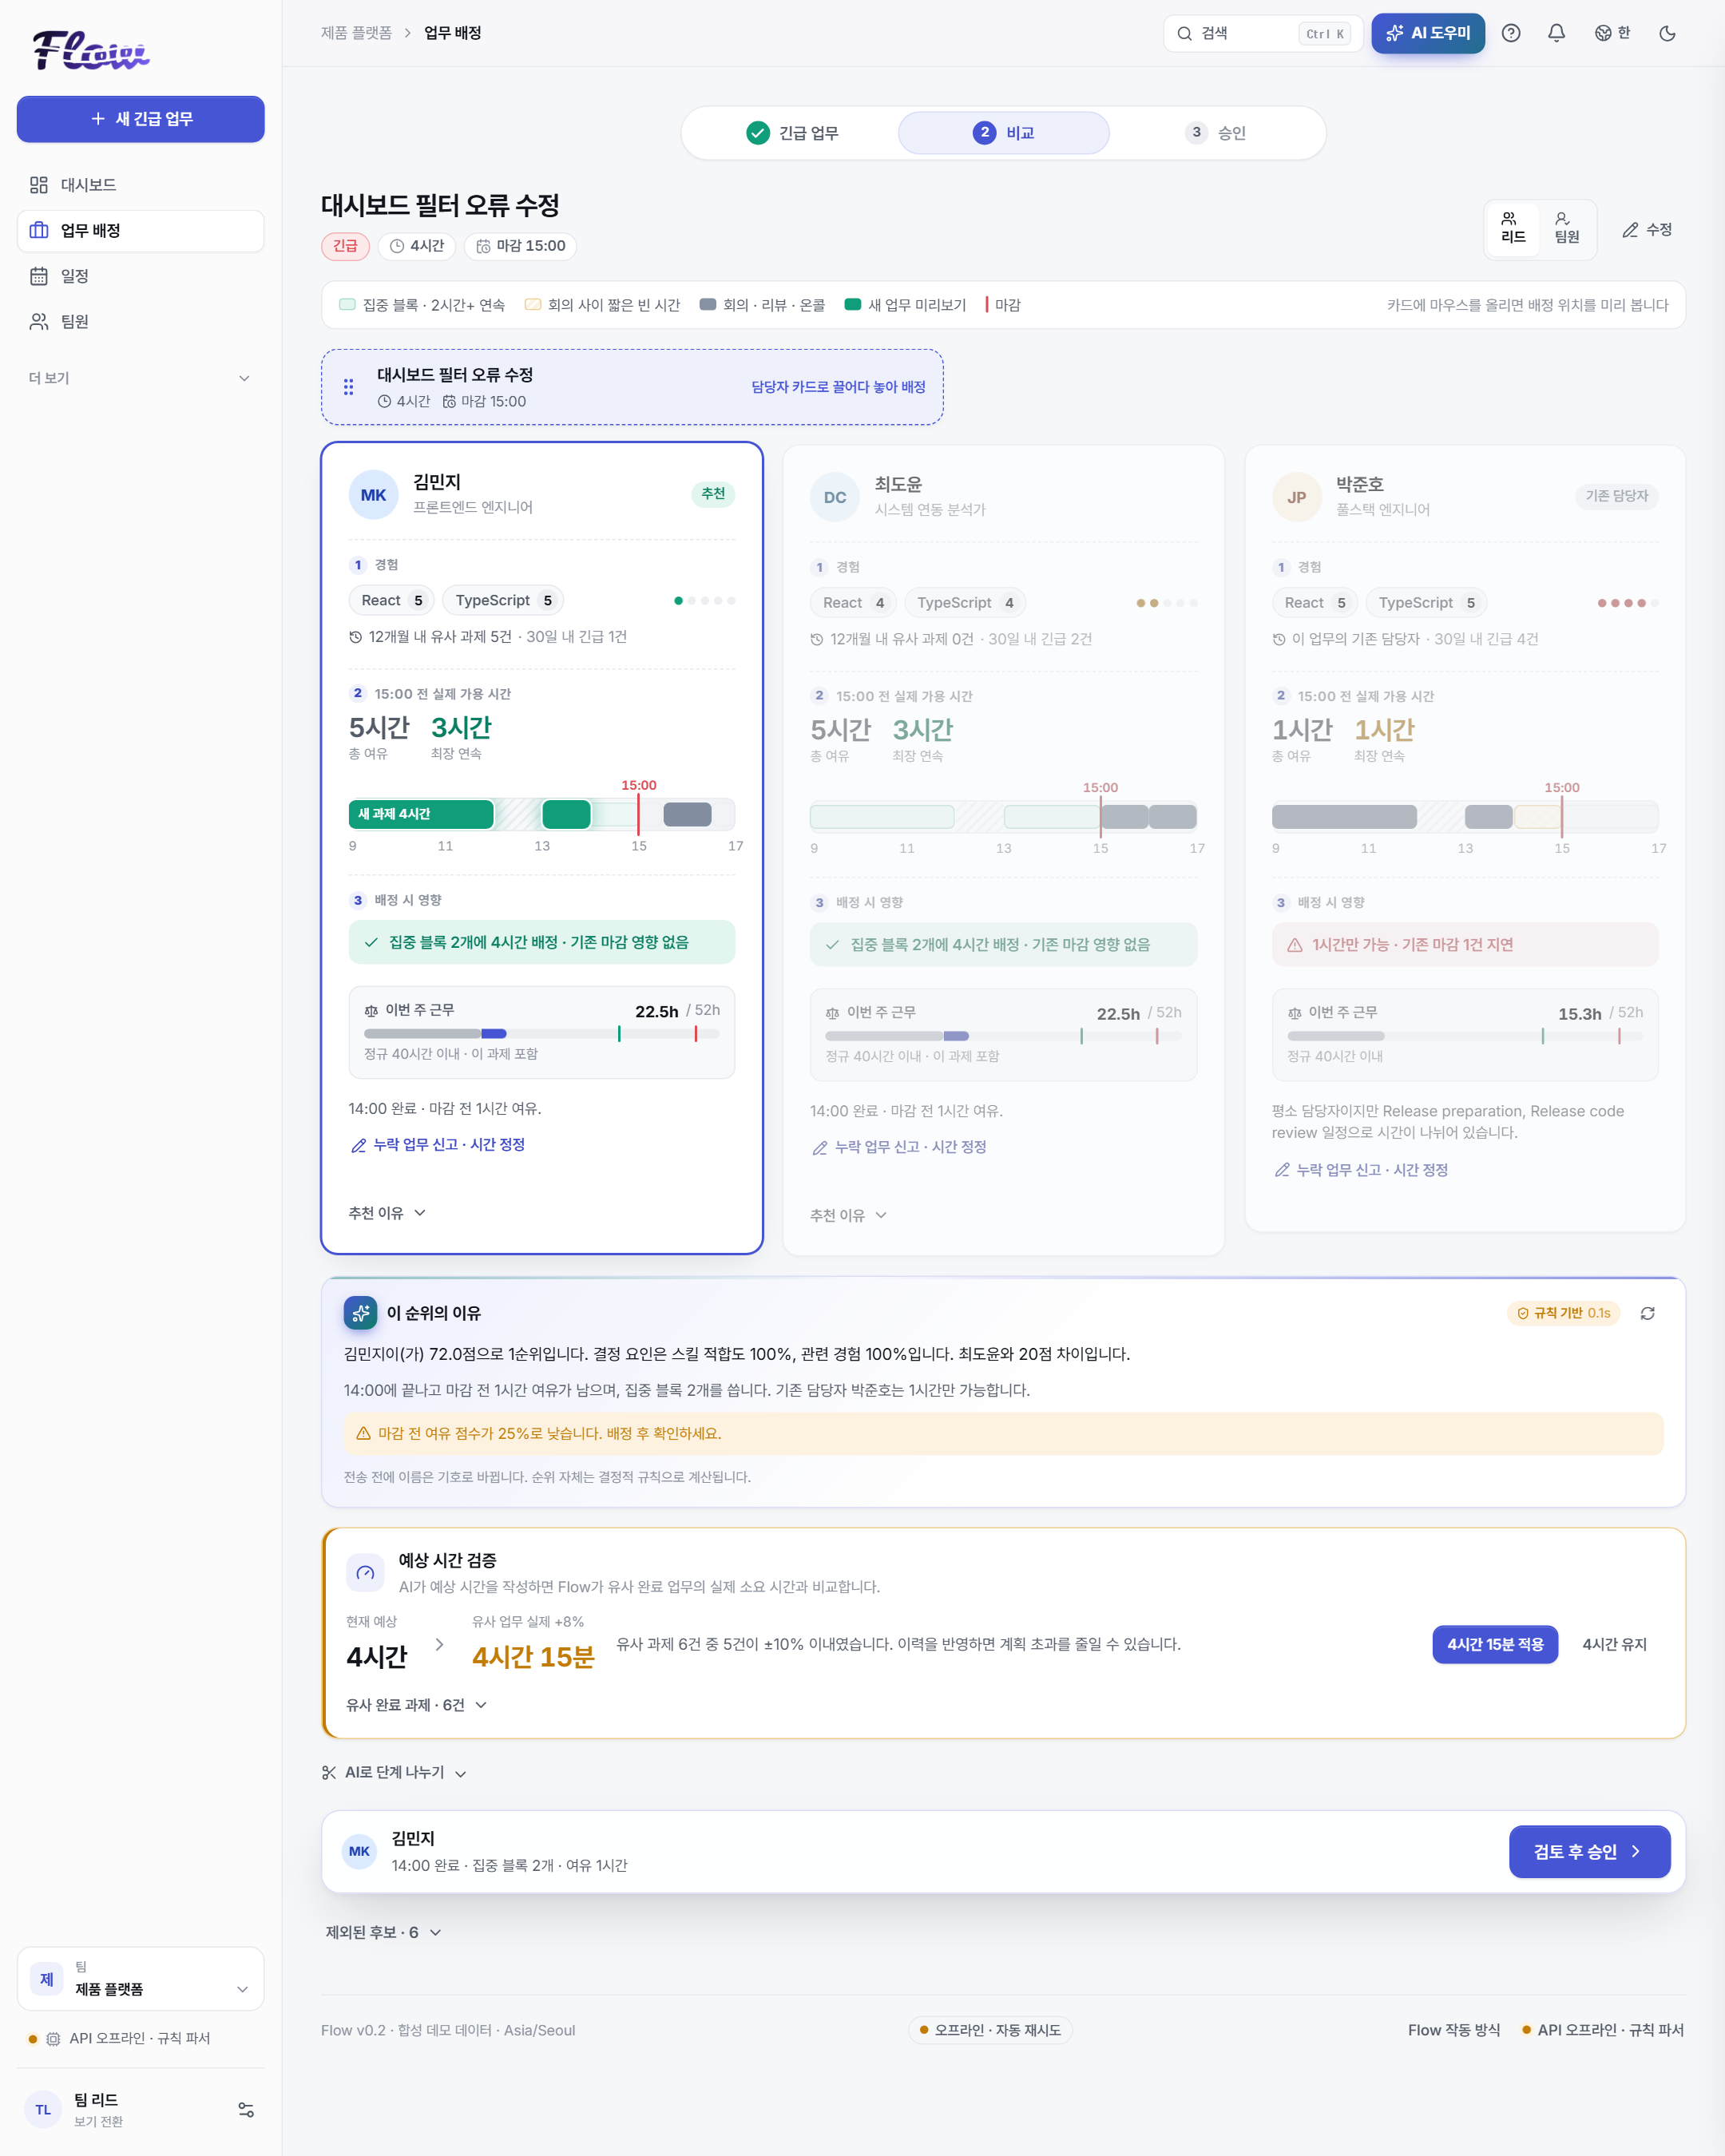 Flow
제품 플랫폼 > 업무 배정
검색 Ctrl K
AI 도우미
한
새 긴급 업무
대시보드
업무 배정
일정
팀원
더 보기
긴급 업무
2 비교
3 승인
대시보드 필터 오류 수정
긴급 4시간 마감 15:00
리드
팀원
수정
집중 블록 · 2시간+ 연속 회의 사이 짧은 빈 시간 회의 · 리뷰 · 온콜 새 업무 미리보기 마감
카드에 마우스를 올리면 배정 위치를 미리 봅니다
대시보드 필터 오류 수정
4시간 마감 15:00
담당자 카드로 끌어다 놓아 배정
MK 김민지
프론트엔드 엔지니어
추천
1 경험
React 5 TypeScript 5
12개월 내 유사 과제 5건 · 30일 내 긴급 1건
2 15:00 전 실제 가용 시간
5시간 3시간
총 여유 최장 연속
15:00
새 과제 4시간
9 11 13 15 17
3 배정 시 영향
집중 블록 2개에 4시간 배정 · 기존 마감 영향 없음
이번 주 근무 22.5h / 52h
정규 40시간 이내 · 이 과제 포함
14:00 완료 · 마감 전 1시간 여유.
누락 업무 신고 · 시간 정정
추천 이유
DC 최도윤
시스템 연동 분석가
1 경험
React 4 TypeScript 4
12개월 내 유사 과제 0건 · 30일 내 긴급 2건
2 15:00 전 실제 가용 시간
5시간 3시간
총 여유 최장 연속
15:00
9 11 13 15 17
3 배정 시 영향
집중 블록 2개에 4시간 배정 · 기존 마감 영향 없음
이번 주 근무 22.5h / 52h
정규 40시간 이내 · 이 과제 포함
14:00 완료 · 마감 전 1시간 여유.
누락 업무 신고 · 시간 정정
추천 이유
JP 박준호
풀스택 엔지니어
기존 담당자
1 경험
React 5 TypeScript 5
이 업무의 기존 담당자 · 30일 내 긴급 4건
2 15:00 전 실제 가용 시간
1시간 1시간
총 여유 최장 연속
15:00
9 11 13 15 17
3 배정 시 영향
1시간만 가능 · 기존 마감 1건 지연
이번 주 근무 15.3h / 52h
정규 40시간 이내
평소 담당자이지만 Release preparation, Release code
review 일정으로 시간이 나뉘어 있습니다.
누락 업무 신고 · 시간 정정
이 순위의 이유
규칙 기반 0.1s
김민지이(가) 72.0점으로 1순위입니다. 결정 요인은 스킬 적합도 100%, 관련 경험 100%입니다. 최도윤와 20점 차이입니다.
14:00에 끝나고 마감 전 1시간 여유가 남으며, 집중 블록 2개를 씁니다. 기존 담당자 박준호는 1시간만 가능합니다.
마감 전 여유 점수가 25%로 낮습니다. 배정 후 확인하세요.
전송 전에 이름은 기호로 바뀝니다. 순위 자체는 결정적 규칙으로 계산됩니다.
예상 시간 검증
AI가 예상 시간을 작성하면 Flow가 유사 완료 업무의 실제 소요 시간과 비교합니다.
현재 예상 유사 업무 실제 +8%
4시간 4시간 15분
유사 과제 6건 중 5건이 ±10% 이내였습니다. 이력을 반영하면 계획 초과를 줄일 수 있습니다.
4시간 15분 적용 4시간 유지
유사 완료 과제 · 6건
AI로 단계 나누기
MK 김민지
14:00 완료 · 집중 블록 2개 · 여유 1시간
검토 후 승인
제외된 후보 · 6
제 팀
제품 플랫폼
API 오프라인 · 규칙 파서
TL 팀 리드
보기 전환
Flow v0.2 · 합성 데모 데이터 · Asia/Seoul
오프라인 · 자동 재시도
Flow 작동 방식
API 오프라인 · 규칙 파서